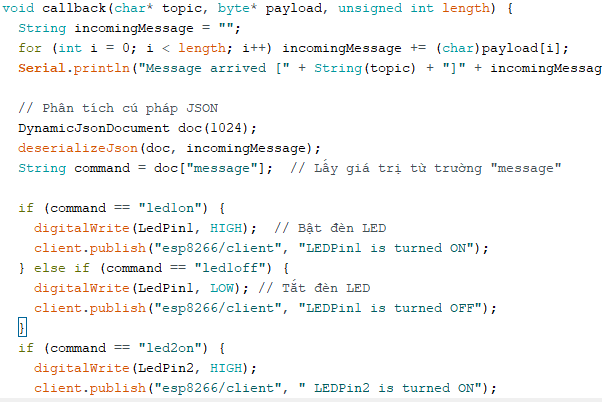 void callback(char* topic, byte* payload, unsigned int length) {
  String incomingMessage = "";
  for (int i = 0; i < length; i++) incomingMessage += (char)payload[i];
  Serial.println("Message arrived [" + String(topic) + "]" + incomingMessag
  // Phân tích cú pháp JSON
  DynamicJsonDocument doc(1024);
  deserializeJson(doc, incomingMessage);
  String command = doc["message"];  // Lấy giá trị từ trường "message"
  if (command == "led1on") {
    digitalWrite(LedPin1, HIGH);  // Bật đèn LED
    client.publish("esp8266/client", "LEDPin1 is turned ON");
  } else if (command == "led1off") {
    digitalWrite(LedPin1, LOW); // Tắt đèn LED
    client.publish("esp8266/client", "LEDPin1 is turned OFF");
  }
  if (command == "led2on") {
    digitalWrite(LedPin2, HIGH);
    client.publish("esp8266/client", " LEDPin2 is turned ON");